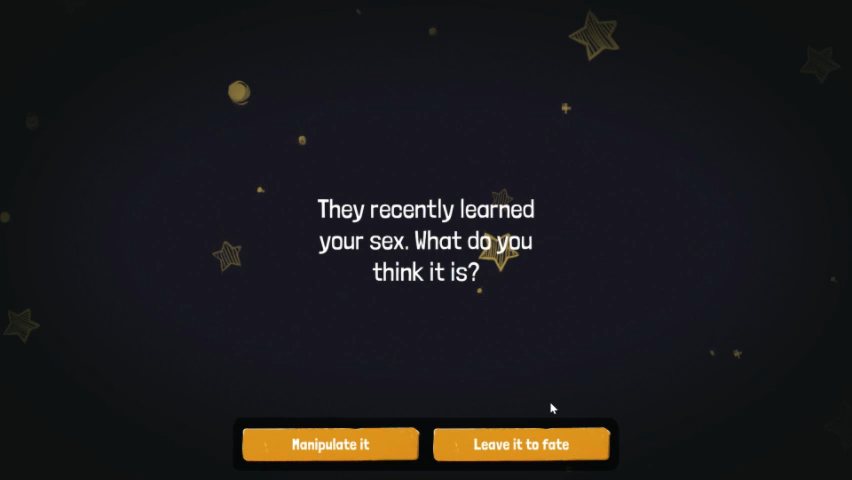 They recently learned
your sex. What do you
think it is?
Manipulate it
Leave it to fate